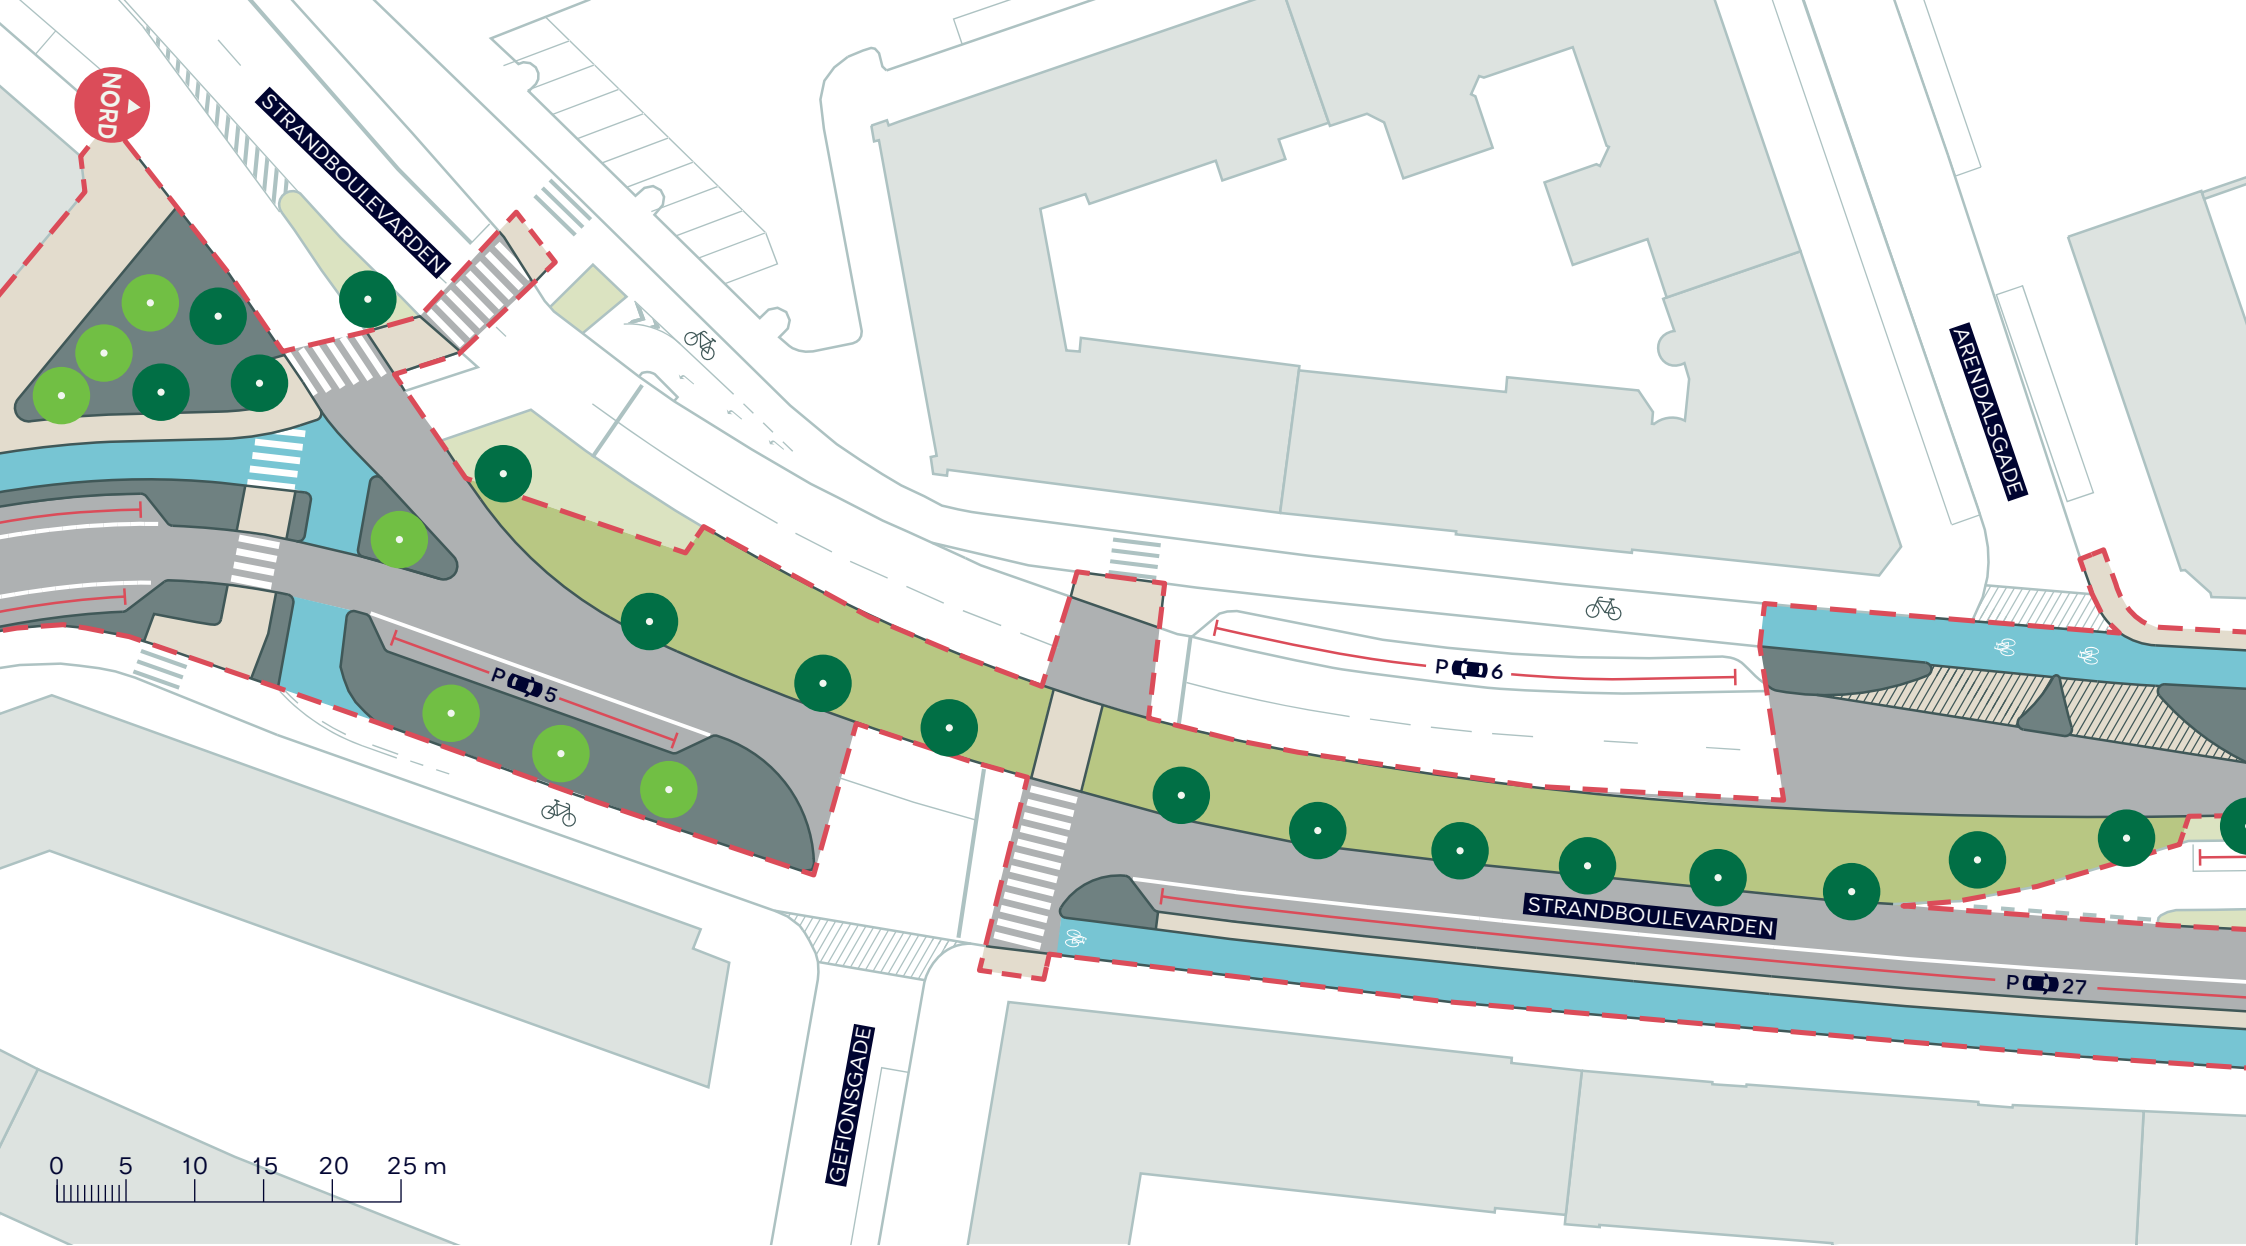 NORD
STRANDBOULEVARDEN
ARENDALSGADE
P 6
P 5
STRANDBOULEVARDEN
P 27
GEFIONSGADE
0 5 10 15 20 25 m